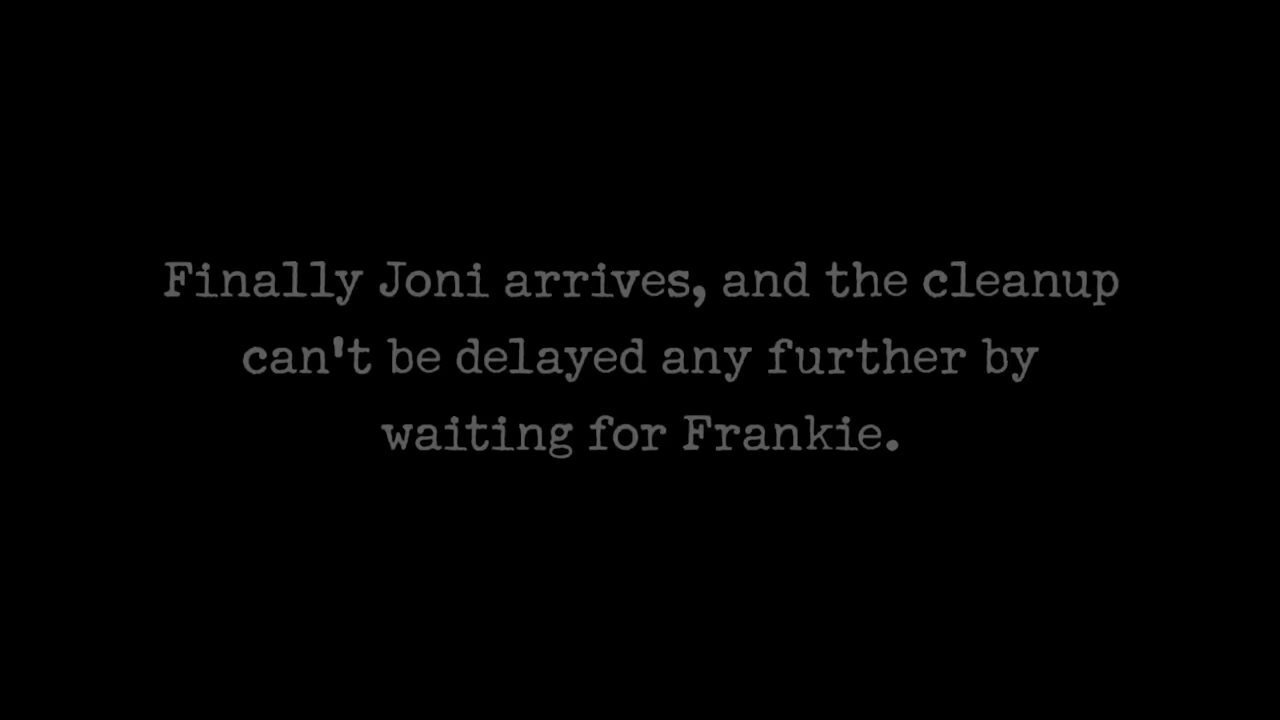 Finally Joni arrives, and the cleanup
can't be delayed any further by
waiting for Frankie.